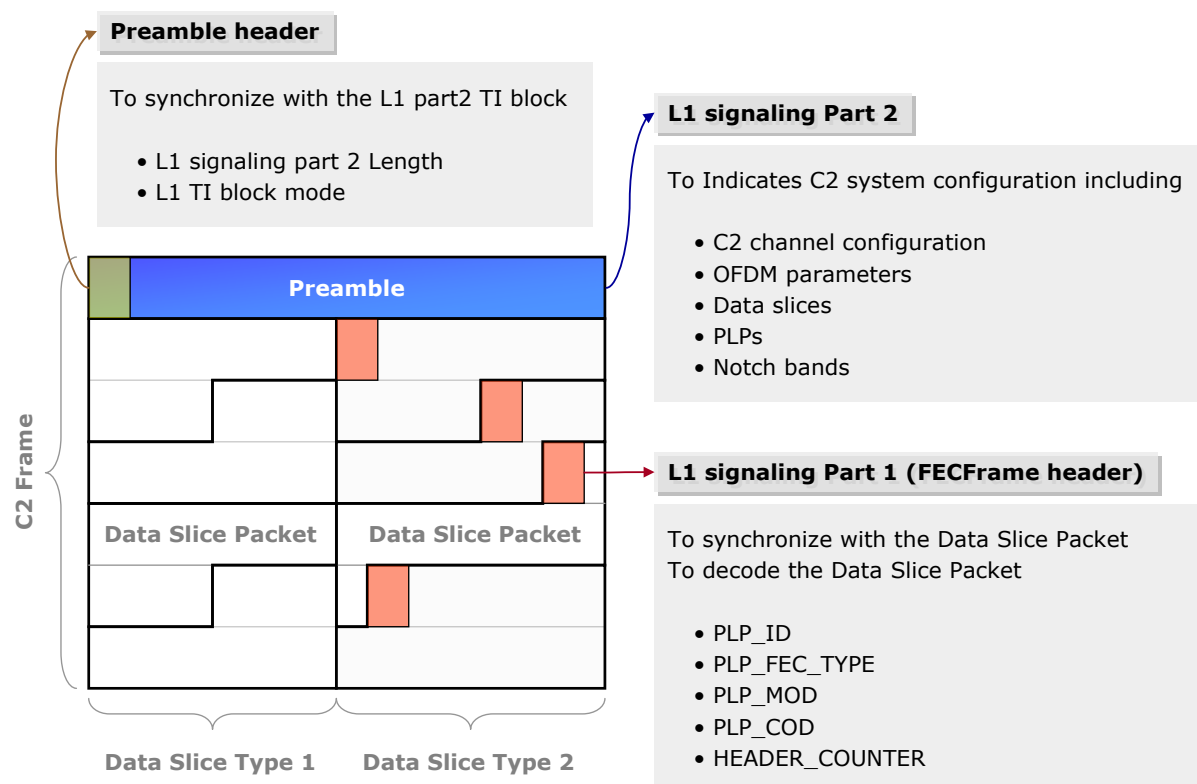 Preamble header
To synchronize with the L1 part2 TI block
• L1 signaling part 2 Length
• L1 TI block mode
L1 signaling Part 2
To Indicates C2 system configuration including
• C2 channel configuration
• OFDM parameters
• Data slices
• PLPs
• Notch bands
Preamble
C2 Frame
Data Slice Packet
Data Slice Packet
Data Slice Type 1
Data Slice Type 2
L1 signaling Part 1 (FECFrame header)
To synchronize with the Data Slice Packet
To decode the Data Slice Packet
• PLP_ID
• PLP_FEC_TYPE
• PLP_MOD
• PLP_COD
• HEADER_COUNTER